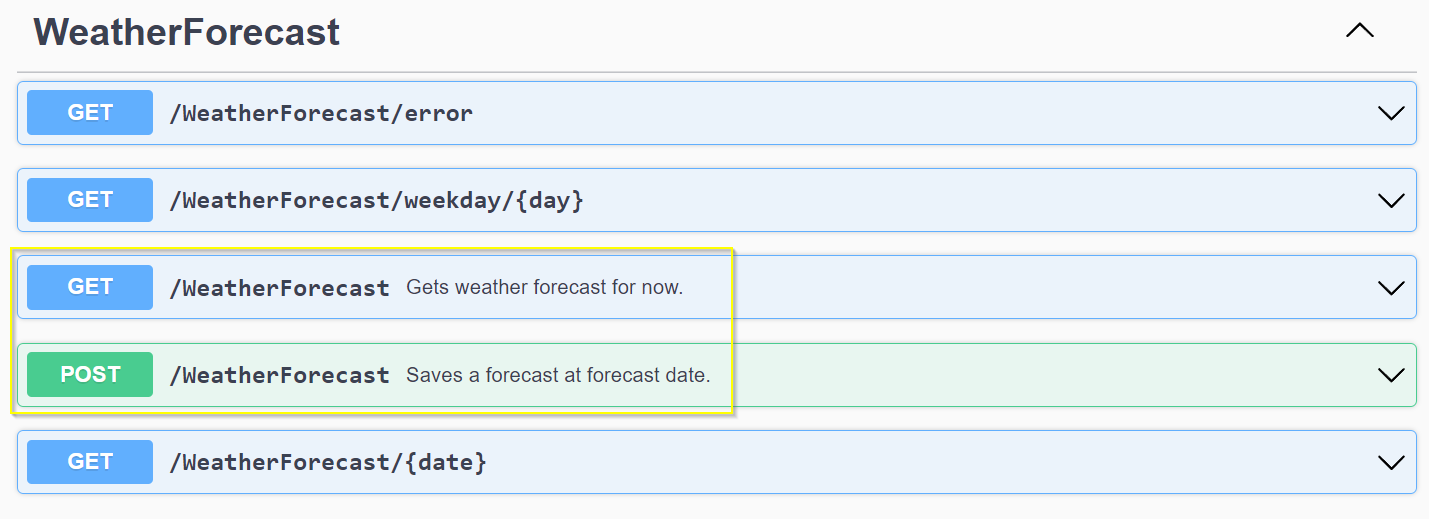 WeatherForecast
GET /WeatherForecast/error
GET /WeatherForecast/weekday/{day}
GET /WeatherForecast Gets weather forecast for now.
POST /WeatherForecast Saves a forecast at forecast date.
GET /WeatherForecast/{date}